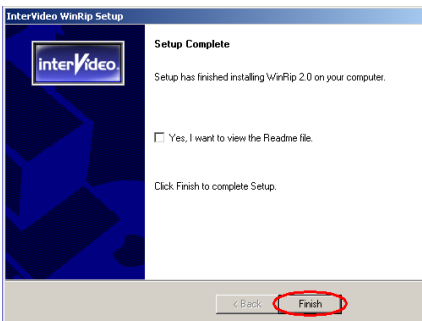 InterVideo WinRip Setup
interVideo.
Setup Complete
Setup has finished installing WinRip 2.0 on your computer.
Yes, I want to view the Readme file.
Click Finish to complete Setup.
< Back
Finish